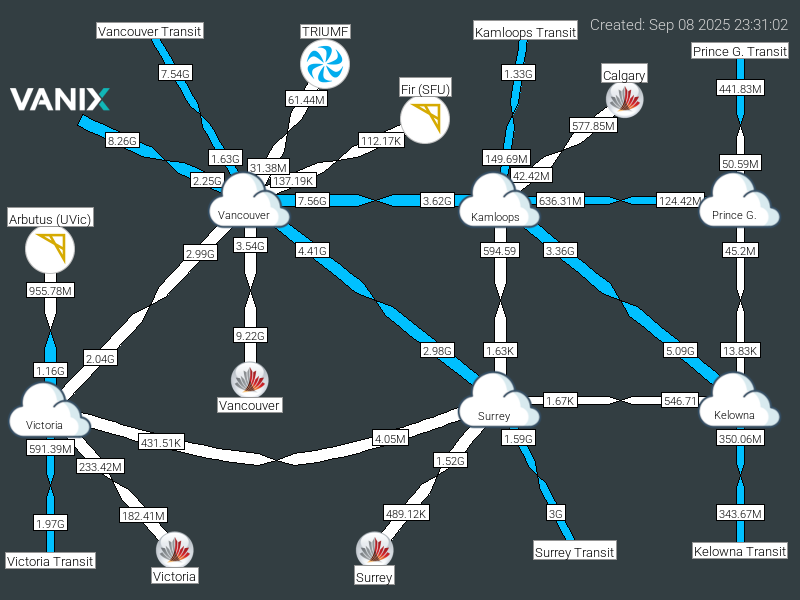 Created: Sep 08 2025 23:31:02
Vancouver Transit
TRIUMF
Kamloops Transit
Prince G. Transit
7.54G
1.33G
Calgary
441.83M
VANIX
61.44M
Fir (SFU)
577.85M
8.26G
112.17K
1.63G
149.69M
50.59M
31.38M
42.42M
2.25G
137.19K
7.56G
3.62G
636.31M
124.42M
Vancouver
Kamloops
Prince G.
Arbutus (UVic)
2.99G
3.54G
4.41G
594.59
3.36G
45.2M
955.78M
9.22G
2.04G
2.98G
1.63K
5.09G
13.83K
1.16G
Vancouver
1.67K
546.71
Victoria
Surrey
Kelowna
431.51K
4.05M
1.59G
350.06M
591.39M
233.42M
1.52G
1.97G
182.41M
489.12K
3G
343.67M
Victoria Transit
Victoria
Surrey
Surrey Transit
Kelowna Transit